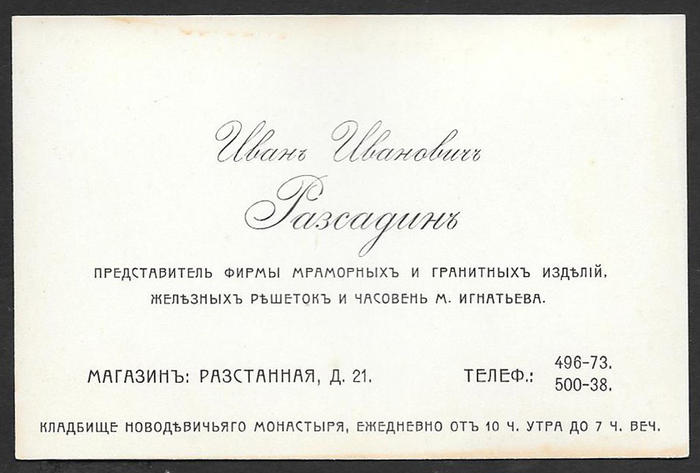 Иванъ Ивановичъ
Разсадинъ
ПРЕДСТАВИТЕЛЬ ФИРМЫ МРАМОРНЫХЪ И ГРАНИТНЫХЪ ИЗДѢЛІЙ,
ЖЕЛѢЗНЫХЪ РѢШЕТОКЪ И ЧАСОВЕНЬ М. ИГНАТЬЕВА.
МАГАЗИНЪ: РАЗСТАННАЯ, Д. 21. ТЕЛЕФ.: 496-73.
500-38.
КЛАДБИЩЕ НОВОДѢВИЧЬЯГО МОНАСТЫРЯ, ЕЖЕДНЕВНО ОТЪ 10 Ч. УТРА ДО 7 Ч. ВЕЧ.